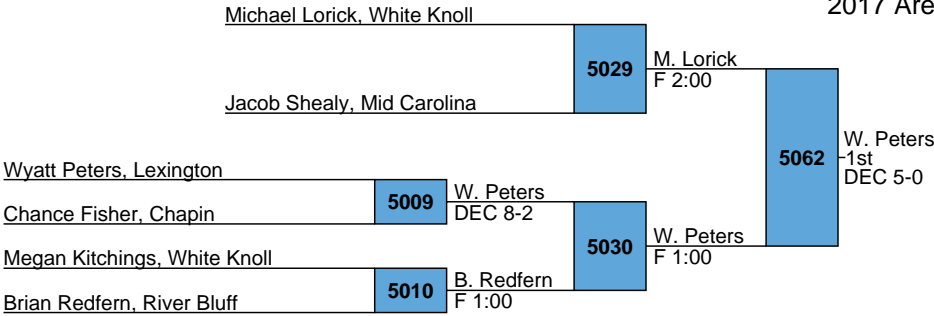 2017 Are
Michael Lorick, White Knoll
5029
M. Lorick
F 2:00
Jacob Shealy, Mid Carolina
5062
W. Peters
1st
DEC 5-0
Wyatt Peters, Lexington
5009
W. Peters
DEC 8-2
Chance Fisher, Chapin
5030
W. Peters
F 1:00
Megan Kitchings, White Knoll
5010
B. Redfern
F 1:00
Brian Redfern, River Bluff